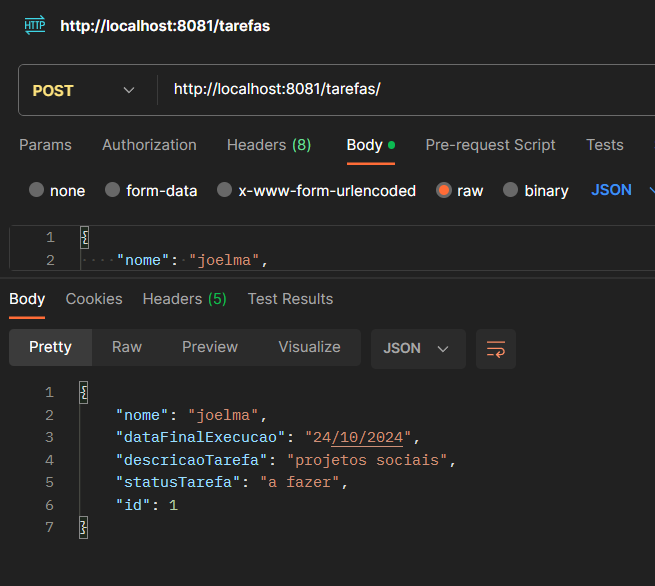 HTTP http://localhost:8081/tarefas
POST http://localhost:8081/tarefas/
Params Authorization Headers (8) Body Pre-request Script Tests
none form-data x-www-form-urlencoded raw binary JSON
1 {
2 "nome": "joelma",
Body Cookies Headers (5) Test Results
Pretty Raw Preview Visualize JSON
1 {
2 "nome": "joelma",
3 "dataFinalExecucao": "24/10/2024",
4 "descricaoTarefa": "projetos sociais",
5 "statusTarefa": "a fazer",
6 "id": 1
7 }